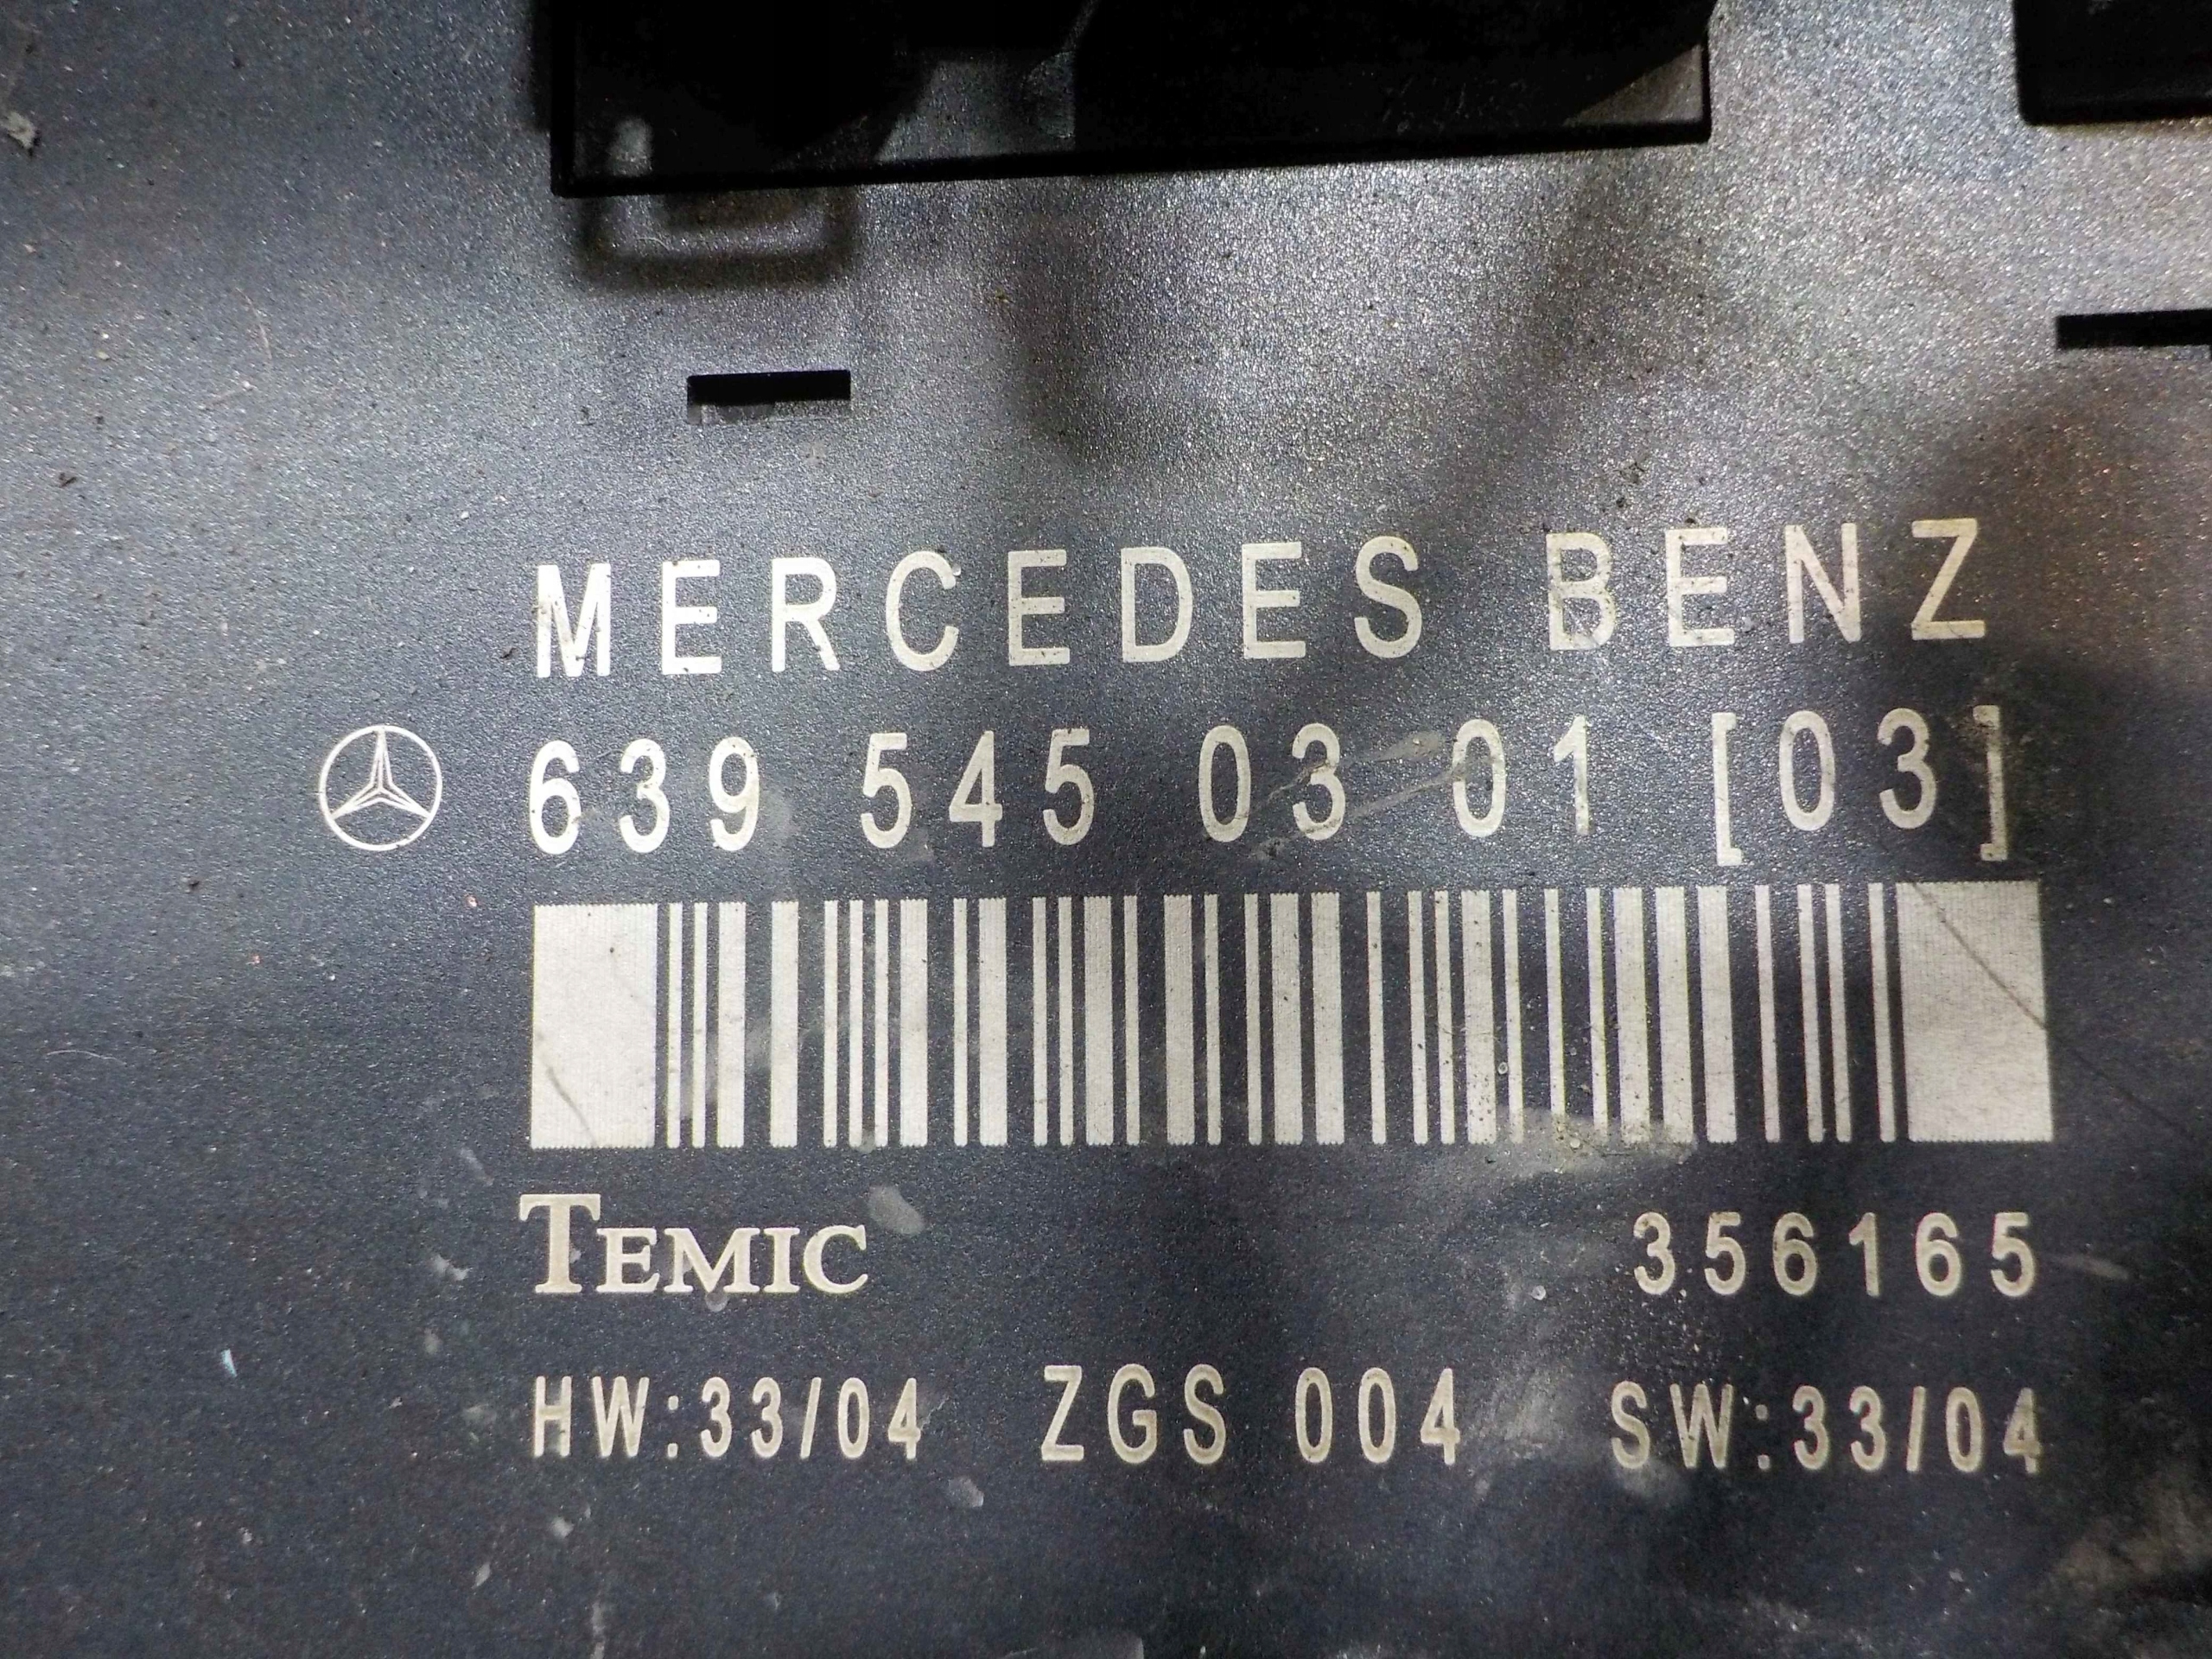 MERCEDES BENZ
639 545 03 01 [03]
TEMIC 356165
HW:33/04 ZGS 004 SW:33/04